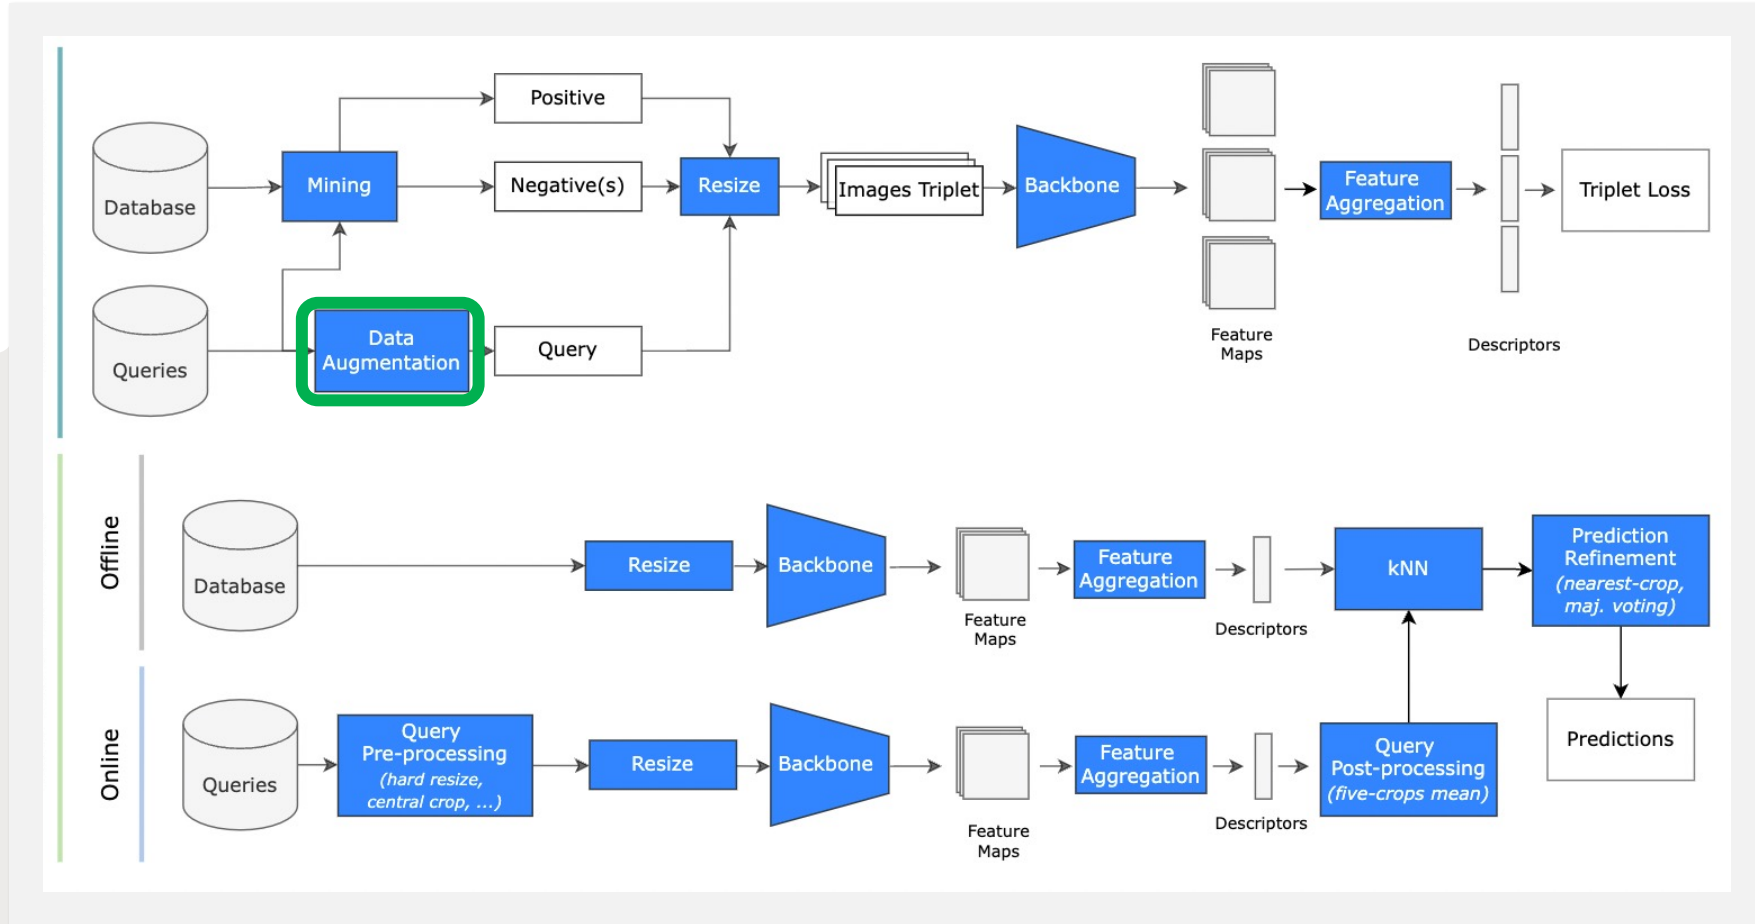 Positive
Database
Mining
Negative(s)
Resize
Images Triplet
Backbone
Feature
Aggregation
Triplet Loss
Queries
Data
Augmentation
Query
Feature
Maps
Descriptors
Offline
Database
Resize
Backbone
Feature
Maps
Feature
Aggregation
Descriptors
kNN
Prediction
Refinement
(nearest-crop,
maj. voting)
Online
Queries
Query
Pre-processing
(hard resize,
central crop, ...)
Resize
Backbone
Feature
Maps
Feature
Aggregation
Descriptors
Query
Post-processing
(five-crops mean)
Predictions